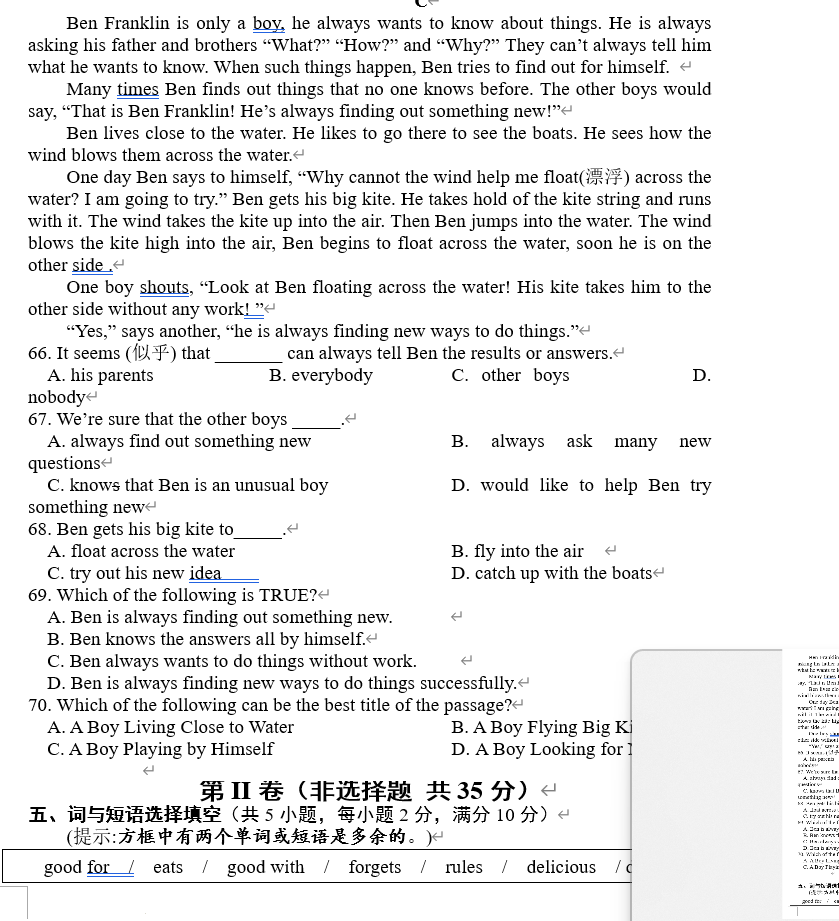 C
Ben Franklin is only a boy, he always wants to know about things. He is always
asking his father and brothers “What?” “How?” and “Why?” They can’t always tell him
what he wants to know. When such things happen, Ben tries to find out for himself.
Many times Ben finds out things that no one knows before. The other boys would
say, “That is Ben Franklin! He’s always finding out something new!”
Ben lives close to the water. He likes to go there to see the boats. He sees how the
wind blows them across the water.
One day Ben says to himself, “Why cannot the wind help me float(漂浮) across the
water? I am going to try.” Ben gets his big kite. He takes hold of the kite string and runs
with it. The wind takes the kite up into the air. Then Ben jumps into the water. The wind
blows the kite high into the air, Ben begins to float across the water, soon he is on the
other side .
One boy shouts, “Look at Ben floating across the water! His kite takes him to the
other side without any work! ”
“Yes,” says another, “he is always finding new ways to do things.”
66. It seems (似乎) that _______ can always tell Ben the results or answers.
A. his parents B. everybody C. other boys D.
nobody
67. We’re sure that the other boys _____.
A. always find out something new B. always ask many new
questions
C. knows that Ben is an unusual boy D. would like to help Ben try
something new
68. Ben gets his big kite to_____.
A. float across the water B. fly into the air
C. try out his new idea D. catch up with the boats
69. Which of the following is TRUE?
A. Ben is always finding out something new.
B. Ben knows the answers all by himself.
C. Ben always wants to do things without work.
D. Ben is always finding new ways to do things successfully.
70. Which of the following can be the best title of the passage?
A. A Boy Living Close to Water B. A Boy Flying Big
C. A Boy Playing by Himself D. A Boy Looking for
第 II 卷（非选择题 共 35 分）
五、词与短语选择填空（共 5 小题，每小题 2 分，满分 10 分）
(提示:方框中有两个单词或短语是多余的。)
good for / eats / good with / forgets / rules / delicious /